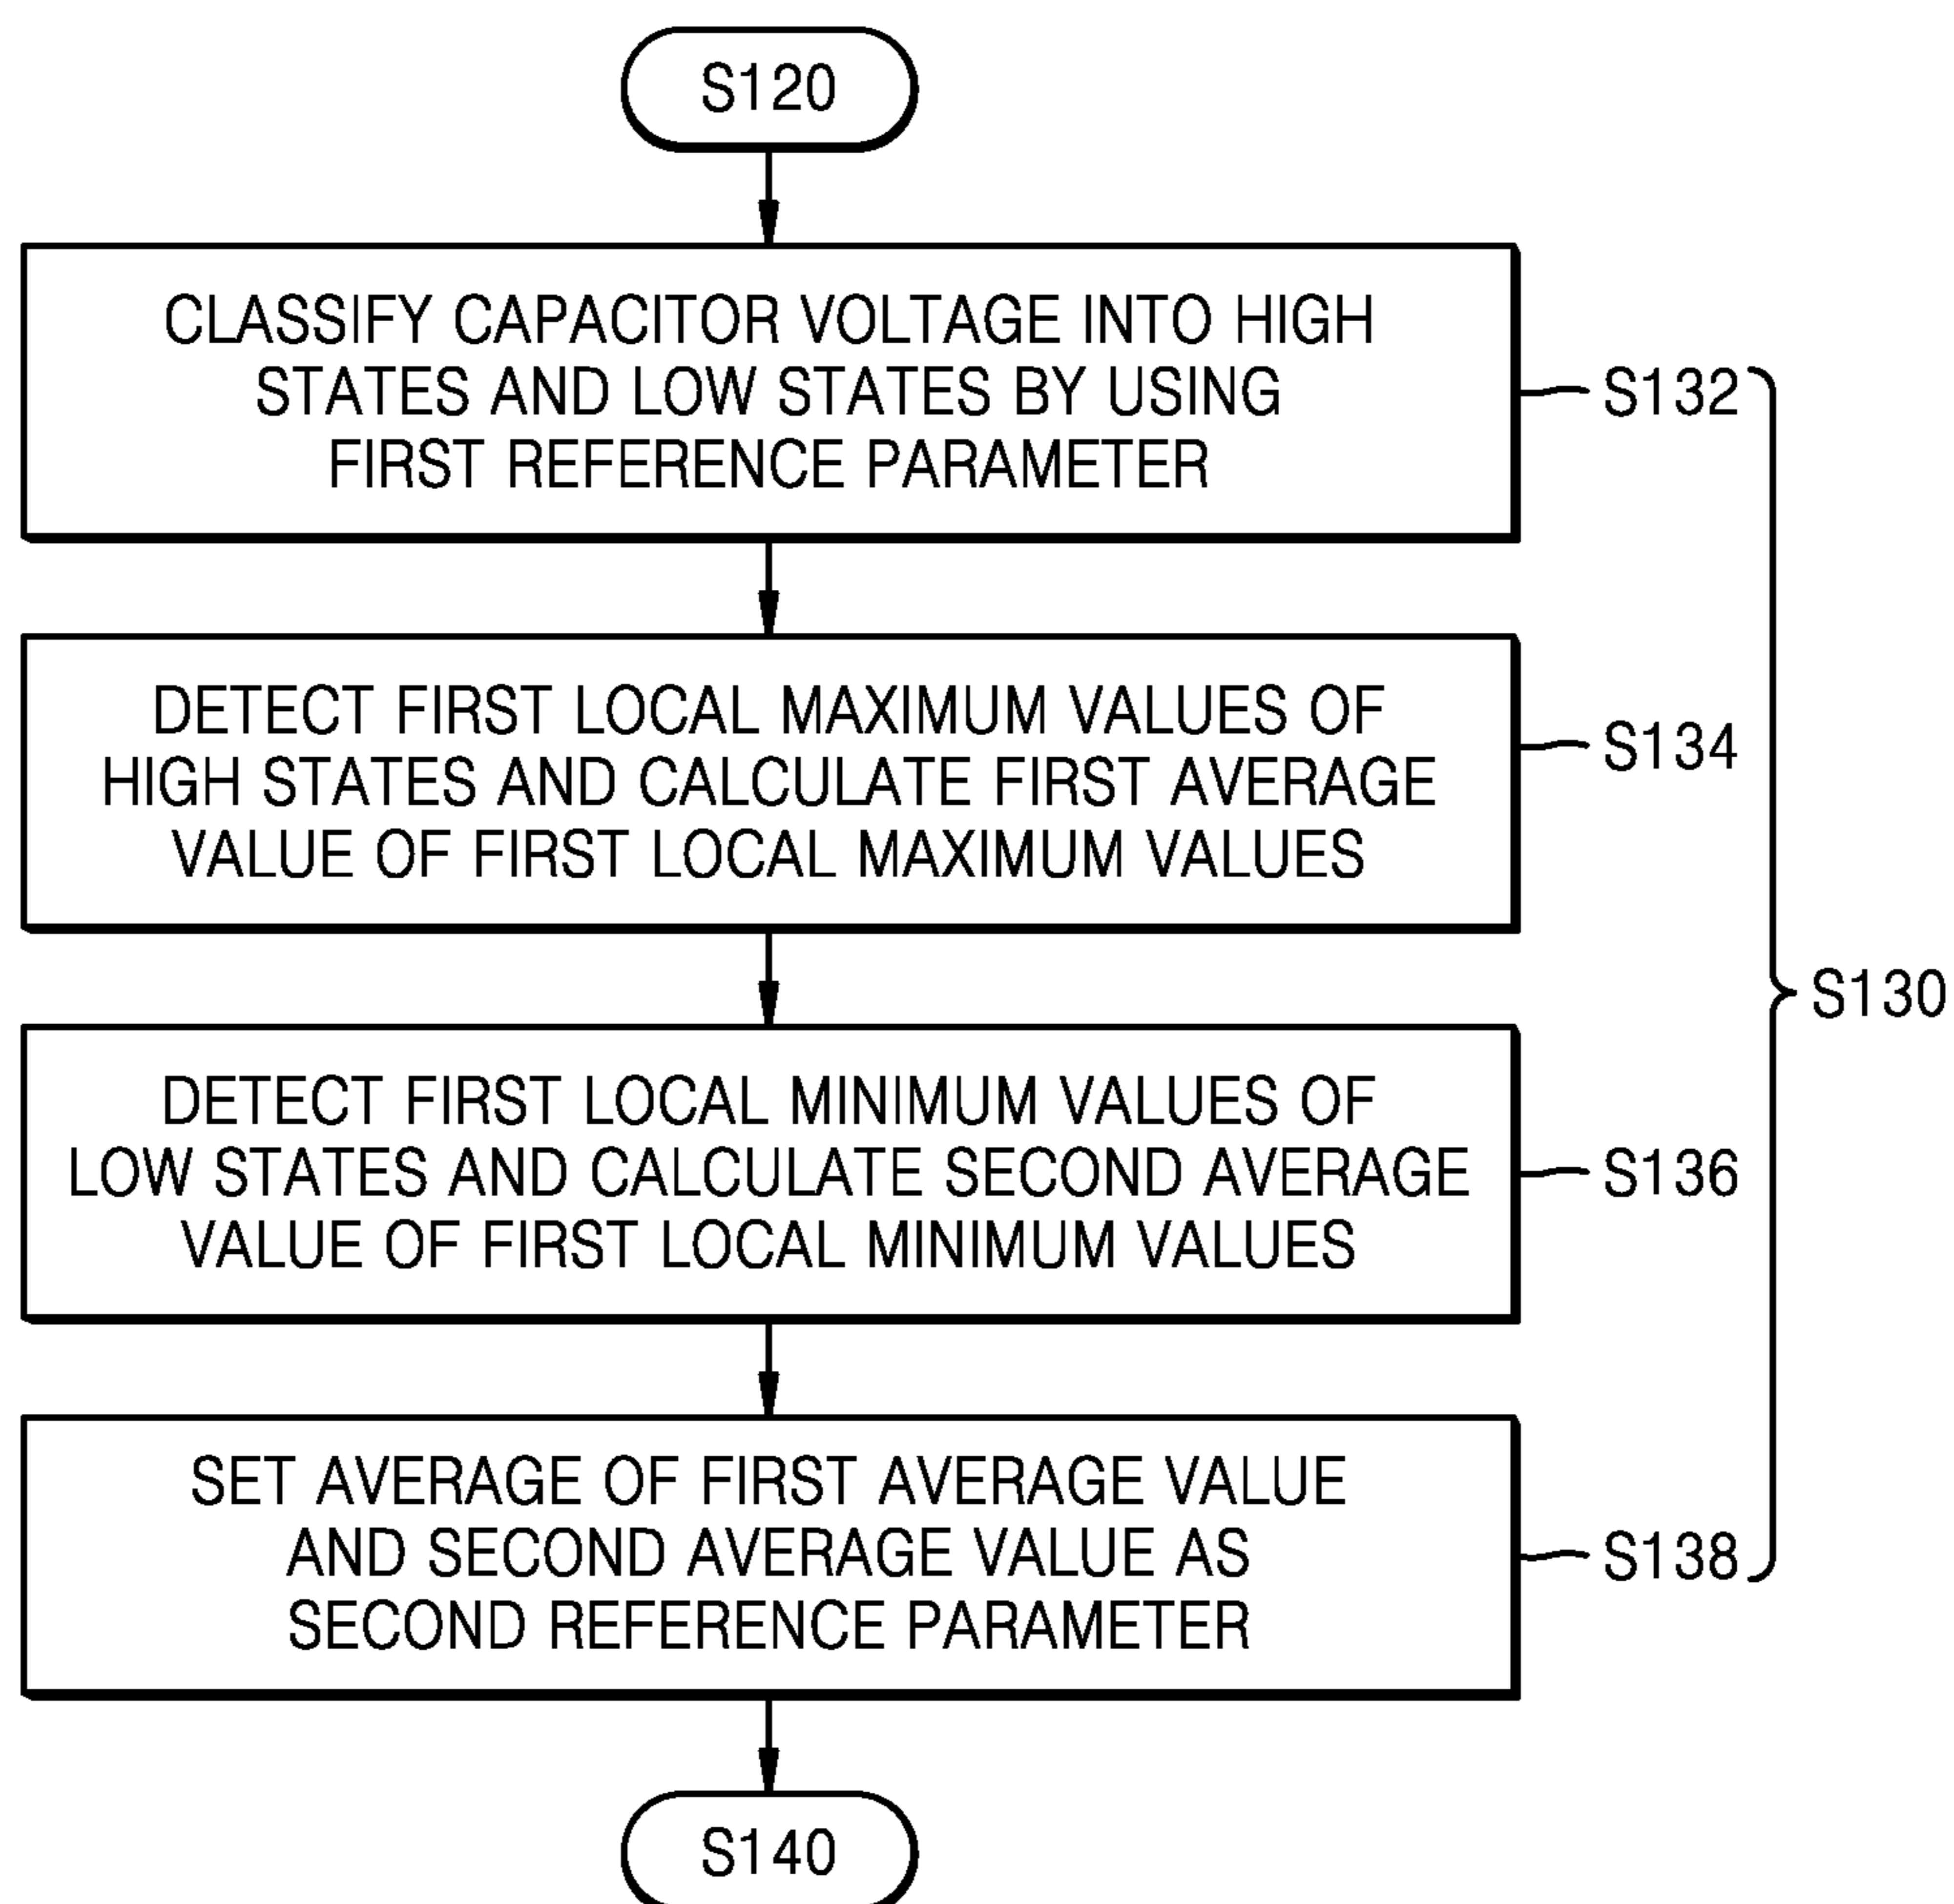 S120
CLASSIFY CAPACITOR VOLTAGE INTO HIGH
STATES AND LOW STATES BY USING
FIRST REFERENCE PARAMETER
S132
DETECT FIRST LOCAL MAXIMUM VALUES OF
HIGH STATES AND CALCULATE FIRST AVERAGE
VALUE OF FIRST LOCAL MAXIMUM VALUES
S134
S130
DETECT FIRST LOCAL MINIMUM VALUES OF
LOW STATES AND CALCULATE SECOND AVERAGE
VALUE OF FIRST LOCAL MINIMUM VALUES
S136
SET AVERAGE OF FIRST AVERAGE VALUE
AND SECOND AVERAGE VALUE AS
SECOND REFERENCE PARAMETER
S138
S140